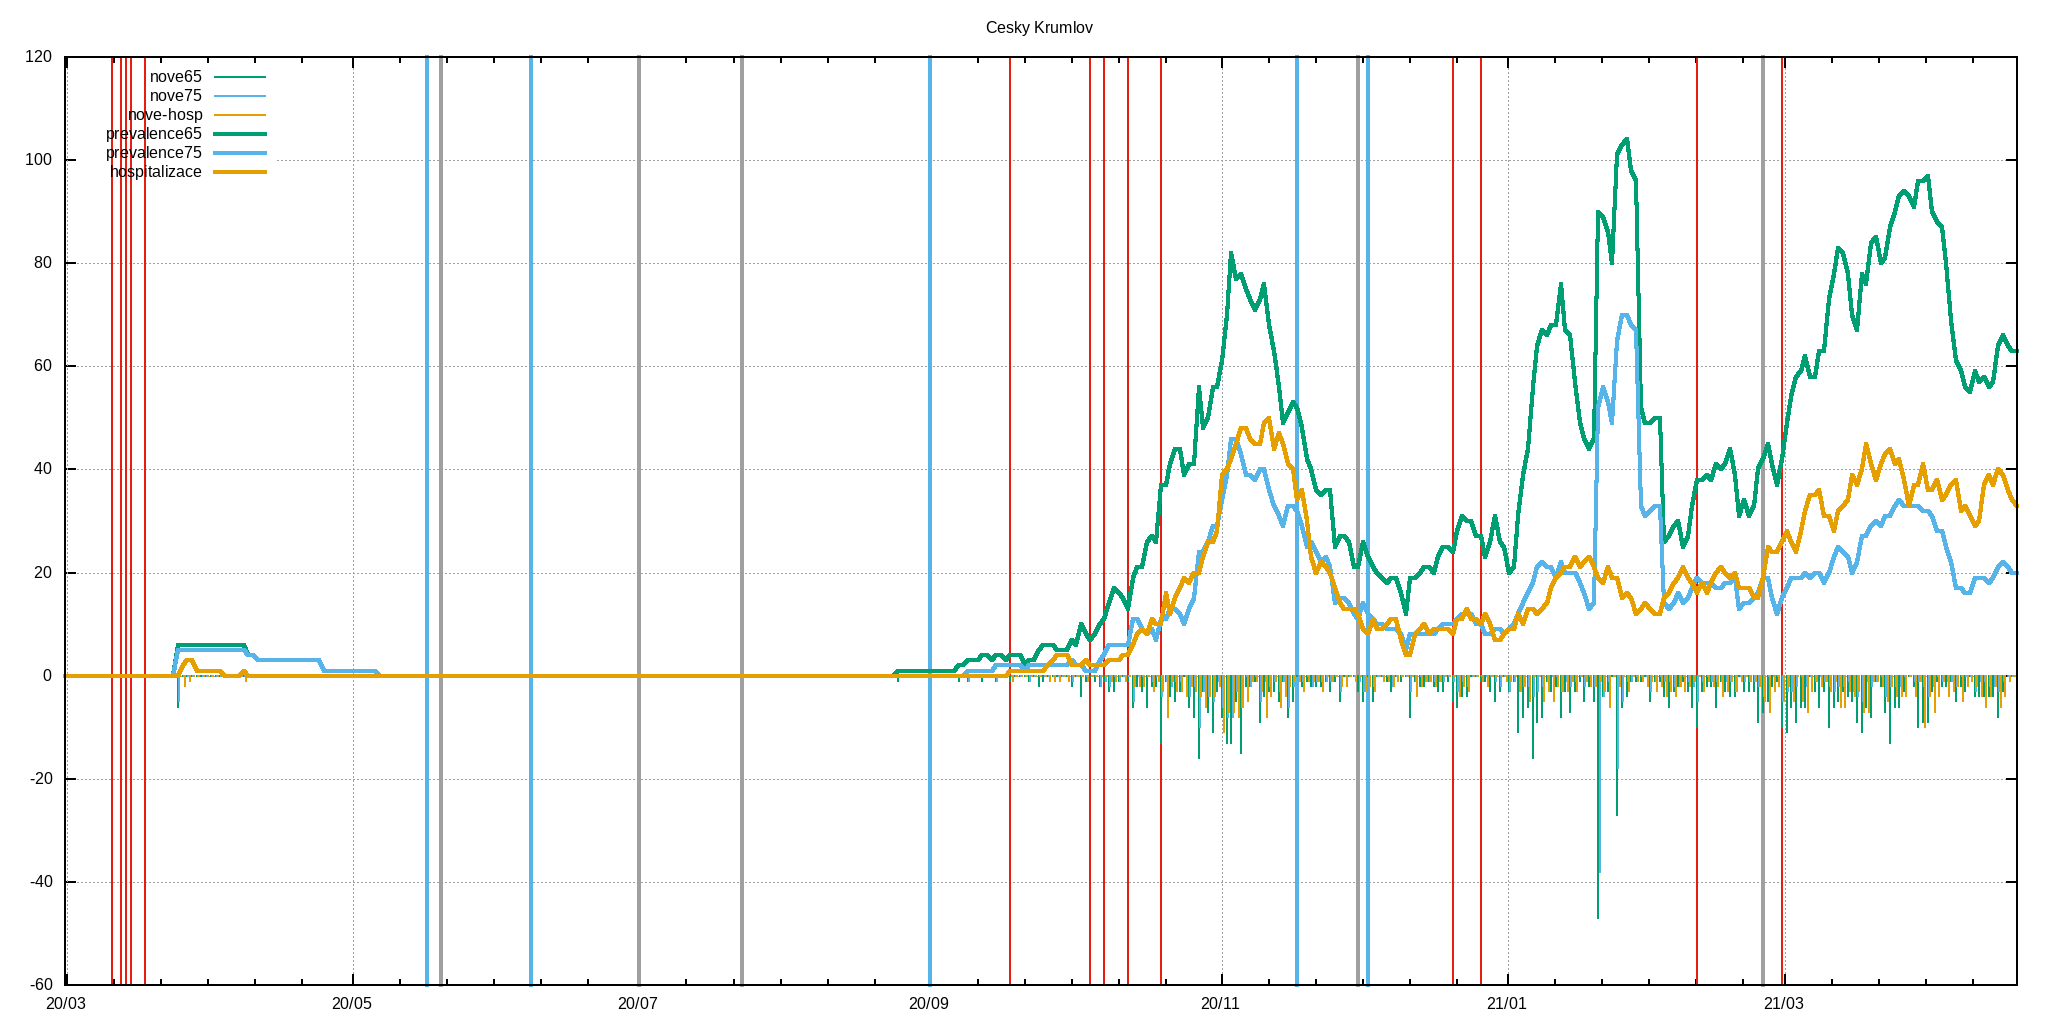 Cesky Krumlov
120
100
80
60
40
20
0
-20
-40
-60
nove65
nove75
nove-hosp
prevalence65
prevalence75
hospitalizace
20/03 20/05 20/07 20/09 20/11 21/01 21/03